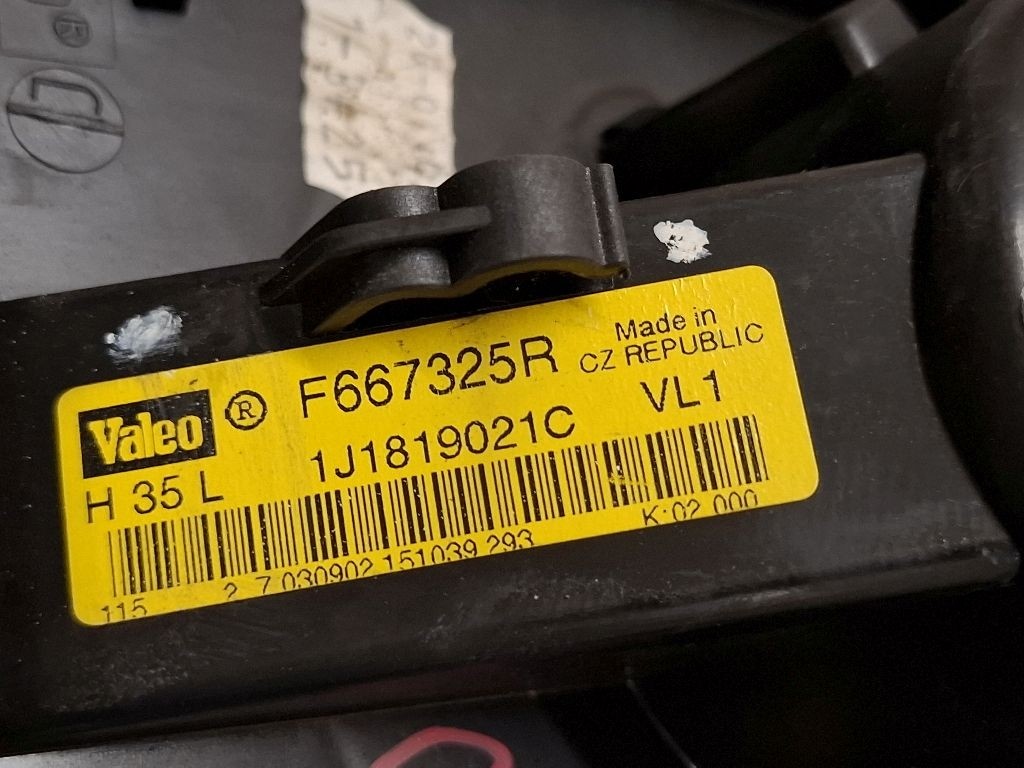 Valeo ® F667325R Made in
CZ REPUBLIC
1J1819021C VL1
H 35 L
115 2 7 030902 151039 293 K:02 000